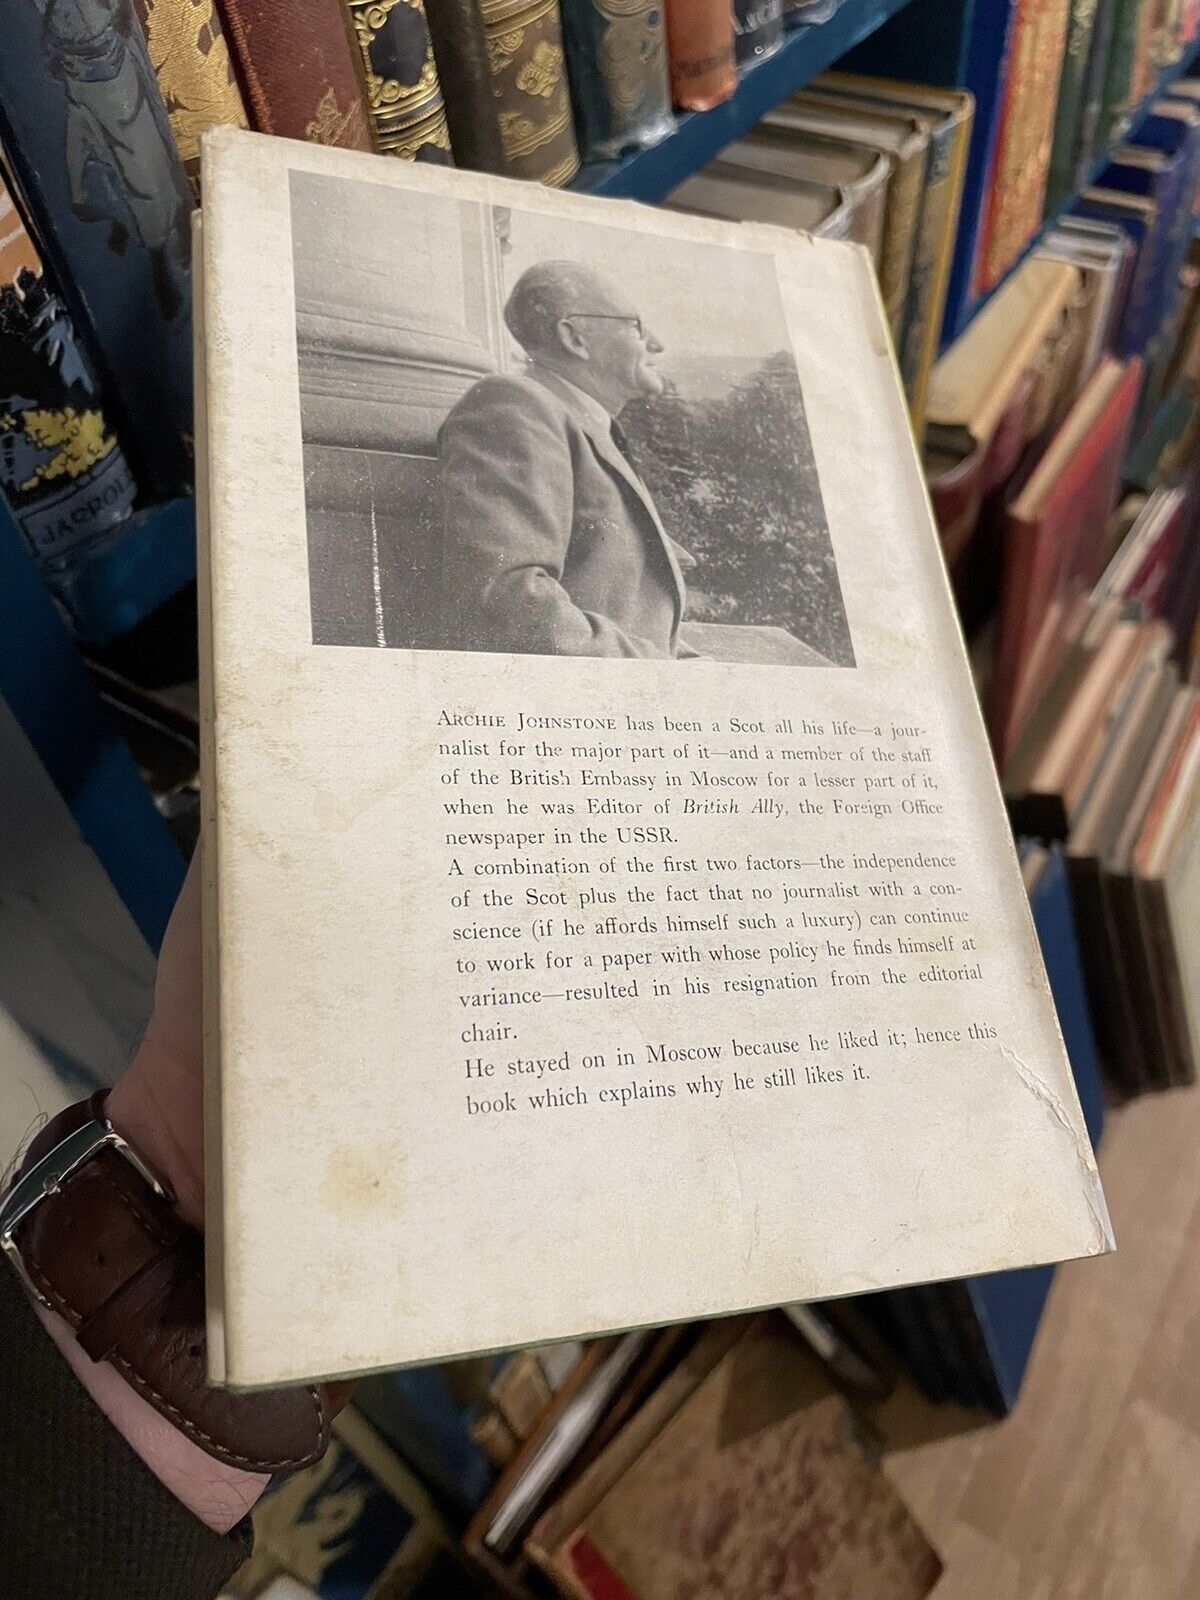 ARCHIE JOHNSTONE has been a Scot all his life—a jour-
nalist for the major part of it—and a member of the staff
of the British Embassy in Moscow for a lesser part of it,
when he was Editor of British Ally, the Foreign Office
newspaper in the USSR.
A combination of the first two factors—the independence
of the Scot plus the fact that no journalist with a con-
science (if he affords himself such a luxury) can continue
to work for a paper with whose policy he finds himself at
variance—resulted in his resignation from the editorial
chair.
He stayed on in Moscow because he liked it; hence this
book which explains why he still likes it.